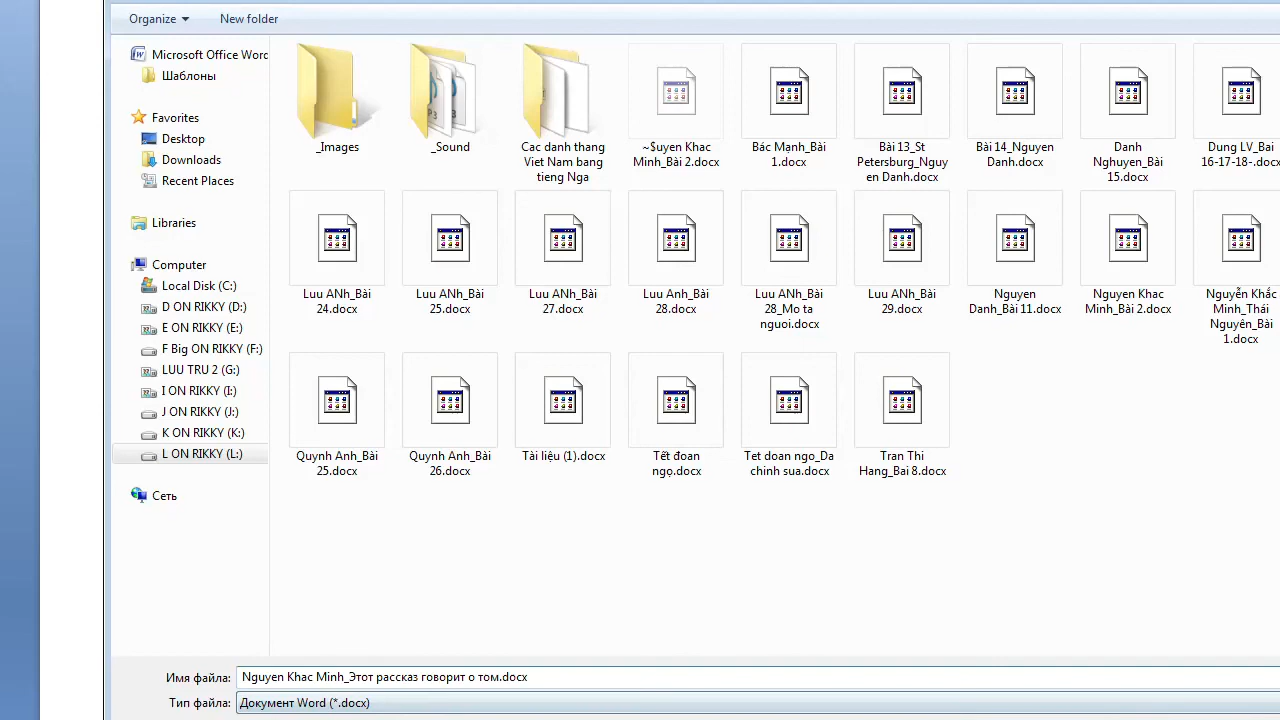 Organize
New folder
Microsoft Office Word
Шаблоны
Favorites
Desktop
Downloads
Recent Places
Libraries
Computer
Local Disk (C:)
D ON RIKKY (D:)
E ON RIKKY (E:)
F Big ON RIKKY (F:)
LUU TRU 2 (G:)
I ON RIKKY (I:)
J ON RIKKY (J:)
K ON RIKKY (K:)
L ON RIKKY (L:)
Сеть
_Images
_Sound
Cac danh thang
Viet Nam bang
tieng Nga
~$uyen Khac
Minh_Bài 2.docx
Bác Mạnh_Bài
1.docx
Bài 13_St
Petersburg_Nguy
en Danh.docx
Bài 14_Nguyen
Danh.docx
Danh
Nghuyen_Bài
15.docx
Dung LV_Bai
16-17-18-.docx
Luu ANh_Bài
24.docx
Luu ANh_Bài
25.docx
Luu ANh_Bài
27.docx
Luu Anh_Bài
28.docx
Luu ANh_Bài
28_Mo ta
nguoi.docx
Luu ANh_Bài
29.docx
Nguyen
Danh_Bài 11.docx
Nguyen Khac
Minh_Bài 2.docx
Nguyễn Khắc
Minh_Thái
Nguyên_Bài
1.docx
Quynh Anh_Bài
25.docx
Quynh Anh_Bài
26.docx
Tài liệu (1).docx
Tết đoan
ngọ.docx
Tet doan ngo_Da
chinh sua.docx
Tran Thi
Hang_Bai 8.docx
Имя файла:
Nguyen Khac Minh_Этот рассказ говорит о том.docx
Тип файла:
Документ Word (*.docx)